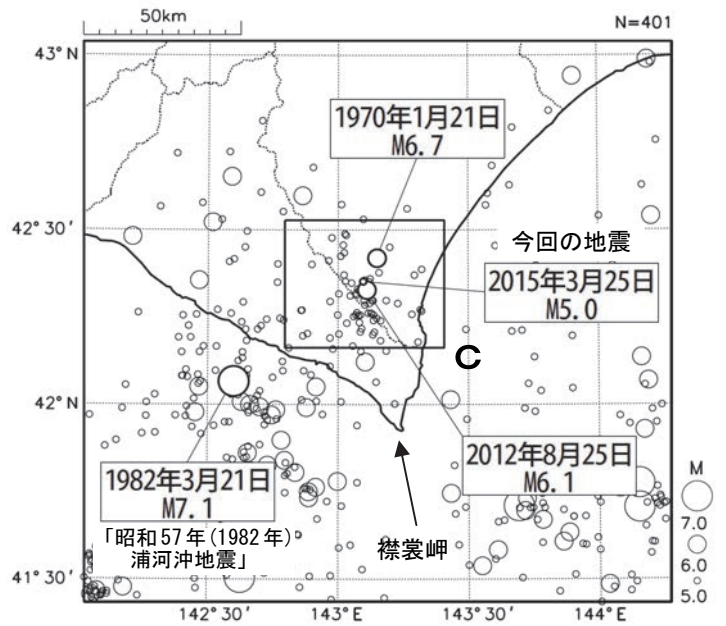 50km
N=401
43°N
1970年1月21日
M6.7
42°30′
今回の地震
2015年3月25日
M5.0
C
42°N
2012年8月25日
M6.1
1982年3月21日
M7.1
「昭和57年(1982年)
浦河沖地震」
襟裳岬
M
7.0
6.0
5.0
41°30′
142°30′
143°E
143°30′
144°E